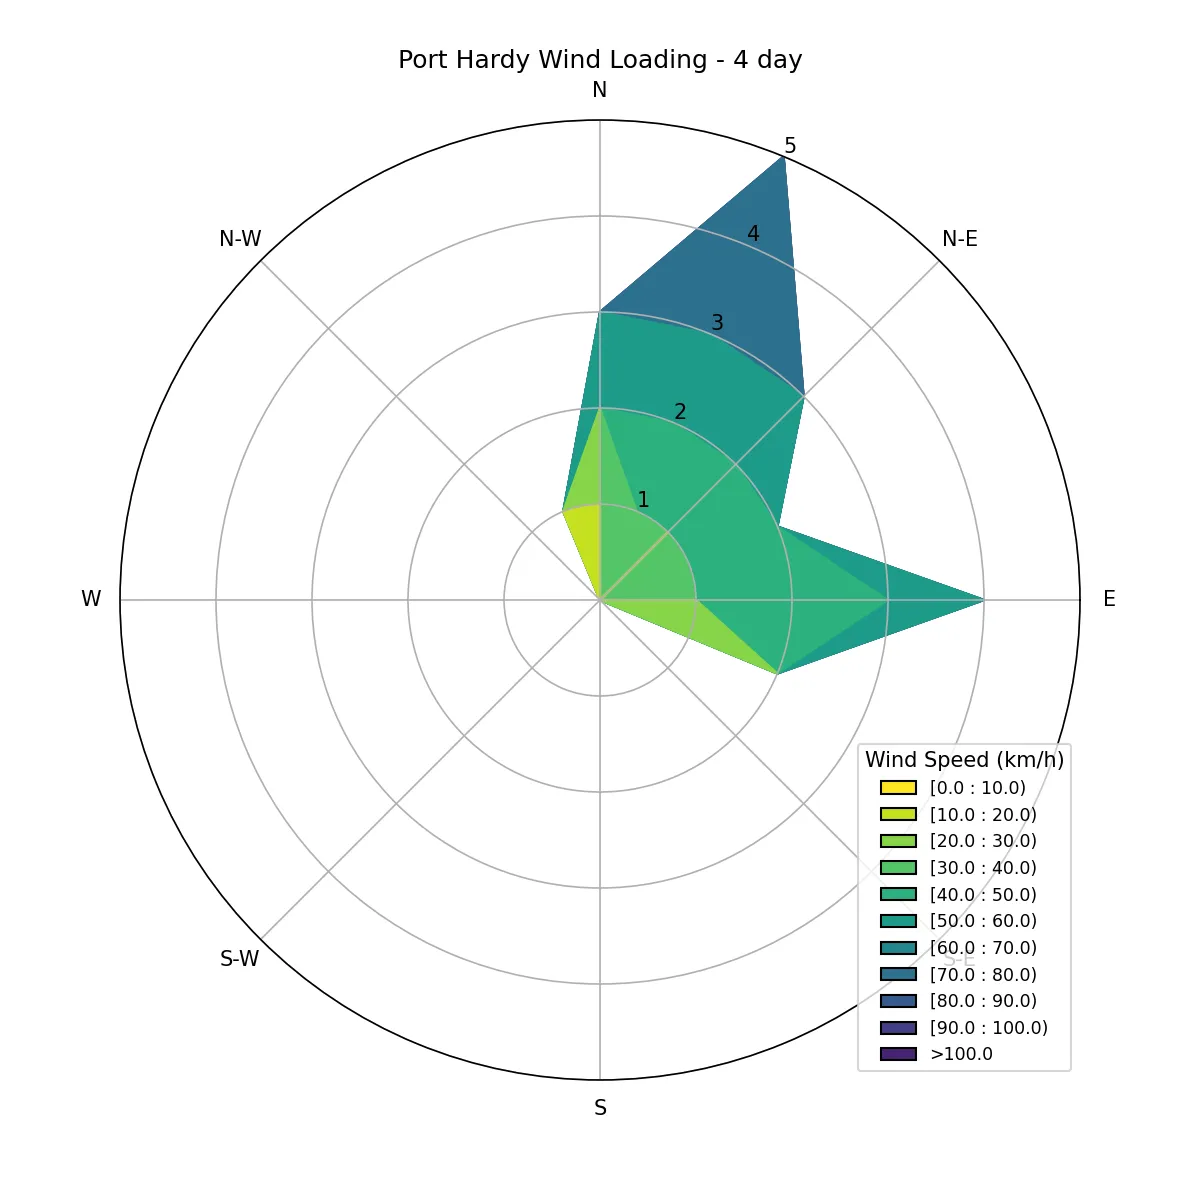 Port Hardy Wind Loading - 4 day
N
5
N-W
4
N-E
3
2
1
W
E
Wind Speed (km/h)
[0.0 : 10.0)
[10.0 : 20.0)
[20.0 : 30.0)
[30.0 : 40.0)
[40.0 : 50.0)
[50.0 : 60.0)
[60.0 : 70.0)
S-W
S-E
[70.0 : 80.0)
[80.0 : 90.0)
[90.0 : 100.0)
>100.0
S